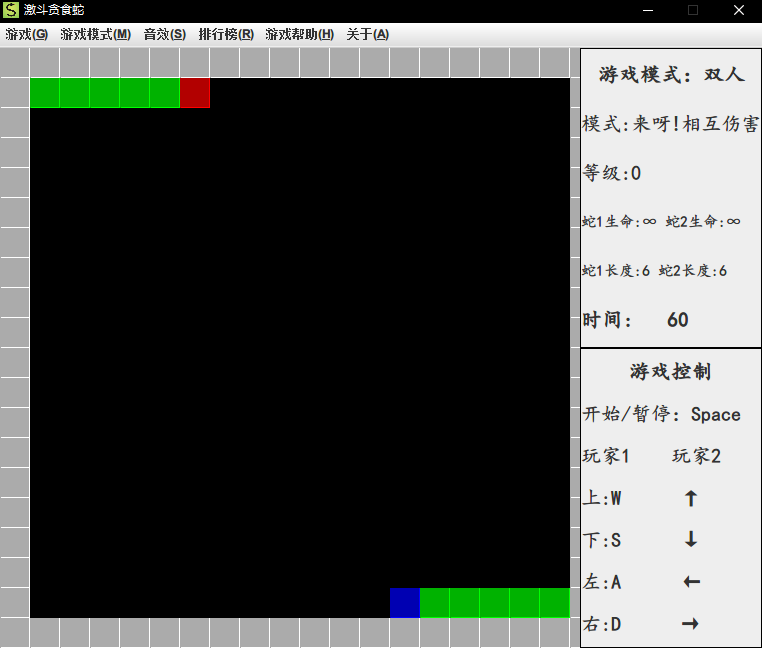 激斗贪食蛇
游戏(G) 游戏模式(M) 音效(S) 排行榜(R) 游戏帮助(H) 关于(A)
游戏模式：双人
模式:来呀!相互伤害
等级:0
蛇1生命:∞ 蛇2生命:∞
蛇1长度:6 蛇2长度:6
时间： 60
游戏控制
开始/暂停：Space
玩家1 玩家2
上:W ↑
下:S ↓
左:A ←
右:D →